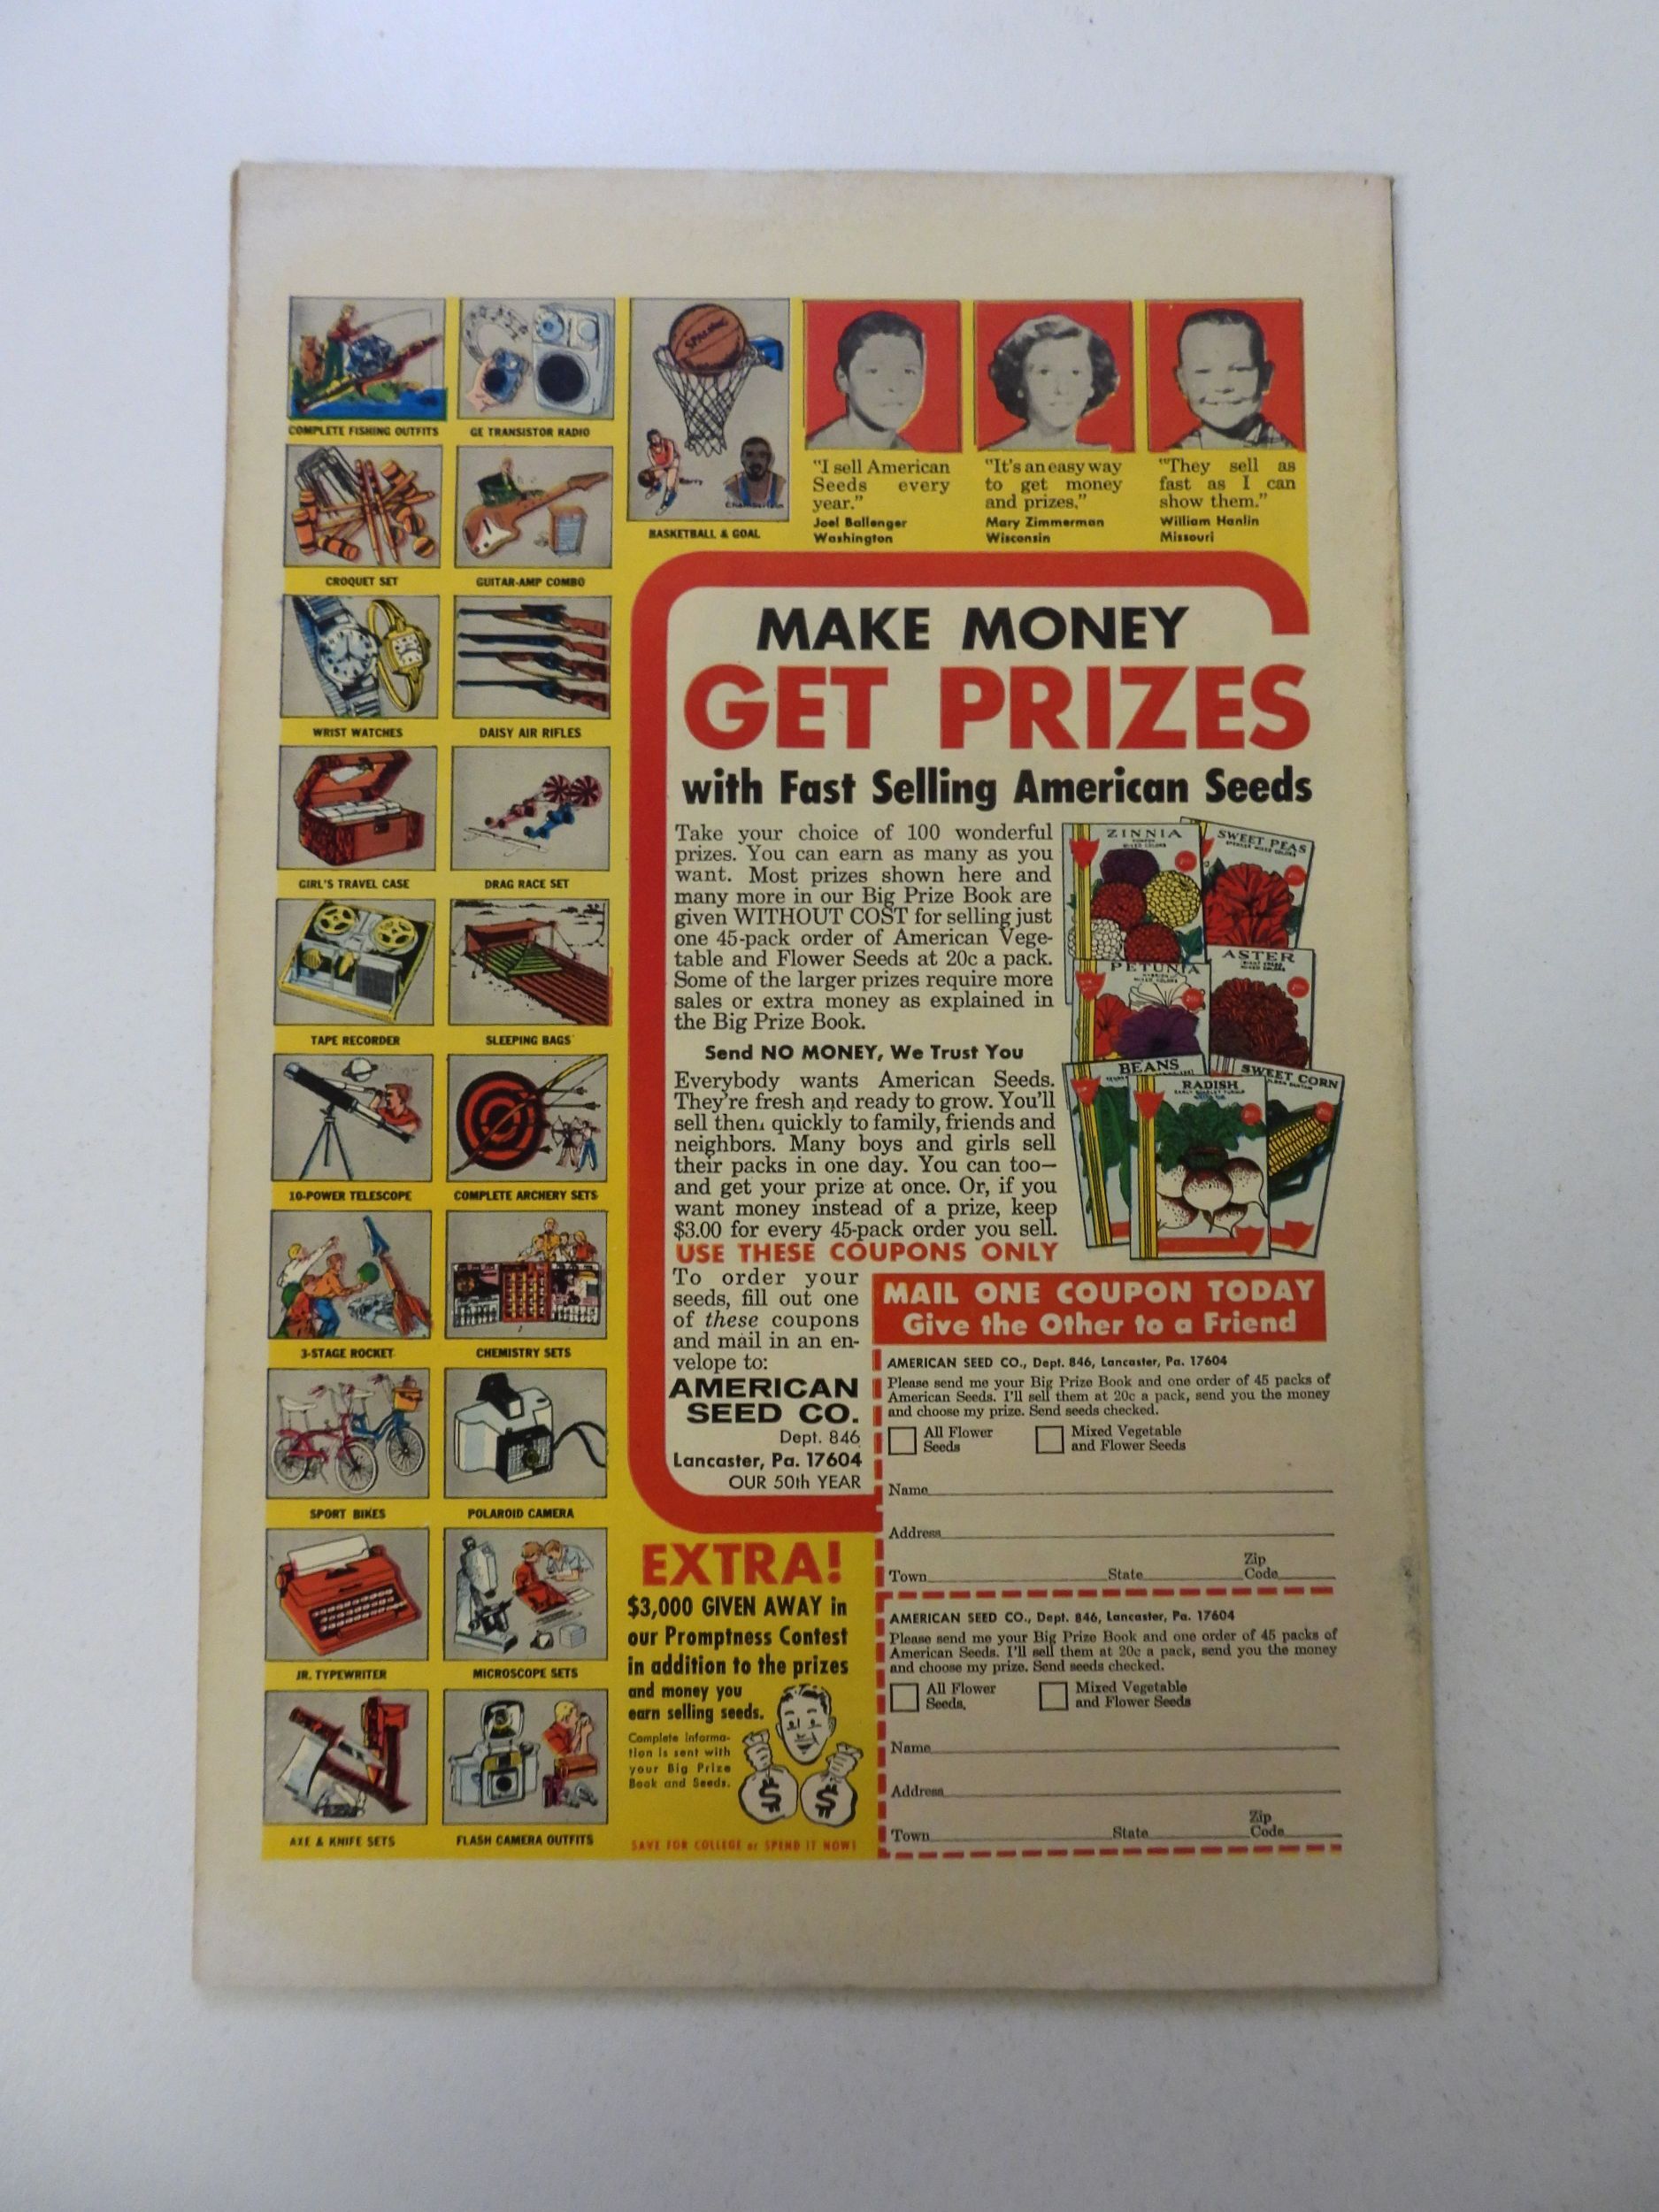 COMPLETE FISHING OUTFITS
GE TRANSISTOR RADIO
CROQUET SET
GUITAR-AMP COMBO
WRIST WATCHES
DAISY AIR RIFLES
GIRL'S TRAVEL CASE
DRAG RACE SET
TAPE RECORDER
SLEEPING BAGS
10-POWER TELESCOPE
COMPLETE ARCHERY SETS
3-STAGE ROCKET
CHEMISTRY SETS
SPORT BIKES
POLAROID CAMERA
JR. TYPEWRITER
MICROSCOPE SETS
AXE & KNIFE SETS
FLASH CAMERA OUTFITS
SPALDING
Barry
Chamberlain
BASKETBALL & GOAL
"I sell American
Seeds every
year."
Joel Ballenger
Washington
"It's an easy way
to get money
and prizes."
Mary Zimmerman
Wisconsin
"They sell as
fast as I can
show them."
William Hanlin
Missouri
MAKE MONEY
GET PRIZES
with Fast Selling American Seeds
Take your choice of 100 wonderful
prizes. You can earn as many as you
want. Most prizes shown here and
many more in our Big Prize Book are
given WITHOUT COST for selling just
one 45-pack order of American Vege-
table and Flower Seeds at 20c a pack.
Some of the larger prizes require more
sales or extra money as explained in
the Big Prize Book.
Send NO MONEY, We Trust You
Everybody wants American Seeds.
They're fresh and ready to grow. You'll
sell them quickly to family, friends and
neighbors. Many boys and girls sell
their packs in one day. You can too—
and get your prize at once. Or, if you
want money instead of a prize, keep
$3.00 for every 45-pack order you sell.
USE THESE COUPONS ONLY
ZINNIA
MIXED COLORS
SWEET PEAS
MIXED COLORS
PETUNIA
MIXED COLORS
ASTER
MIXED COLORS
BEANS
RADISH
SWEET CORN
To order your
seeds, fill out one
of these coupons
and mail in an en-
velope to:
AMERICAN
SEED CO.
Dept. 846
Lancaster, Pa. 17604
OUR 50th YEAR
MAIL ONE COUPON TODAY
Give the Other to a Friend
AMERICAN SEED CO., Dept. 846, Lancaster, Pa. 17604
Please send me your Big Prize Book and one order of 45 packs of
American Seeds. I'll sell them at 20c a pack, send you the money
and choose my prize. Send seeds checked.
All Flower
Seeds
Mixed Vegetable
and Flower Seeds
Name
Address
Town State Zip Code
AMERICAN SEED CO., Dept. 846, Lancaster, Pa. 17604
Please send me your Big Prize Book and one order of 45 packs of
American Seeds. I'll sell them at 20c a pack, send you the money
and choose my prize. Send seeds checked.
All Flower
Seeds.
Mixed Vegetable
and Flower Seeds
Name
Address
Town State Zip Code
EXTRA!
$3,000 GIVEN AWAY in
our Promptness Contest
in addition to the prizes
and money you
earn selling seeds.
Complete informa-
tion is sent with
your Big Prize
Book and Seeds.
$ $
SAVE FOR COLLEGE or SPEND IT NOW!